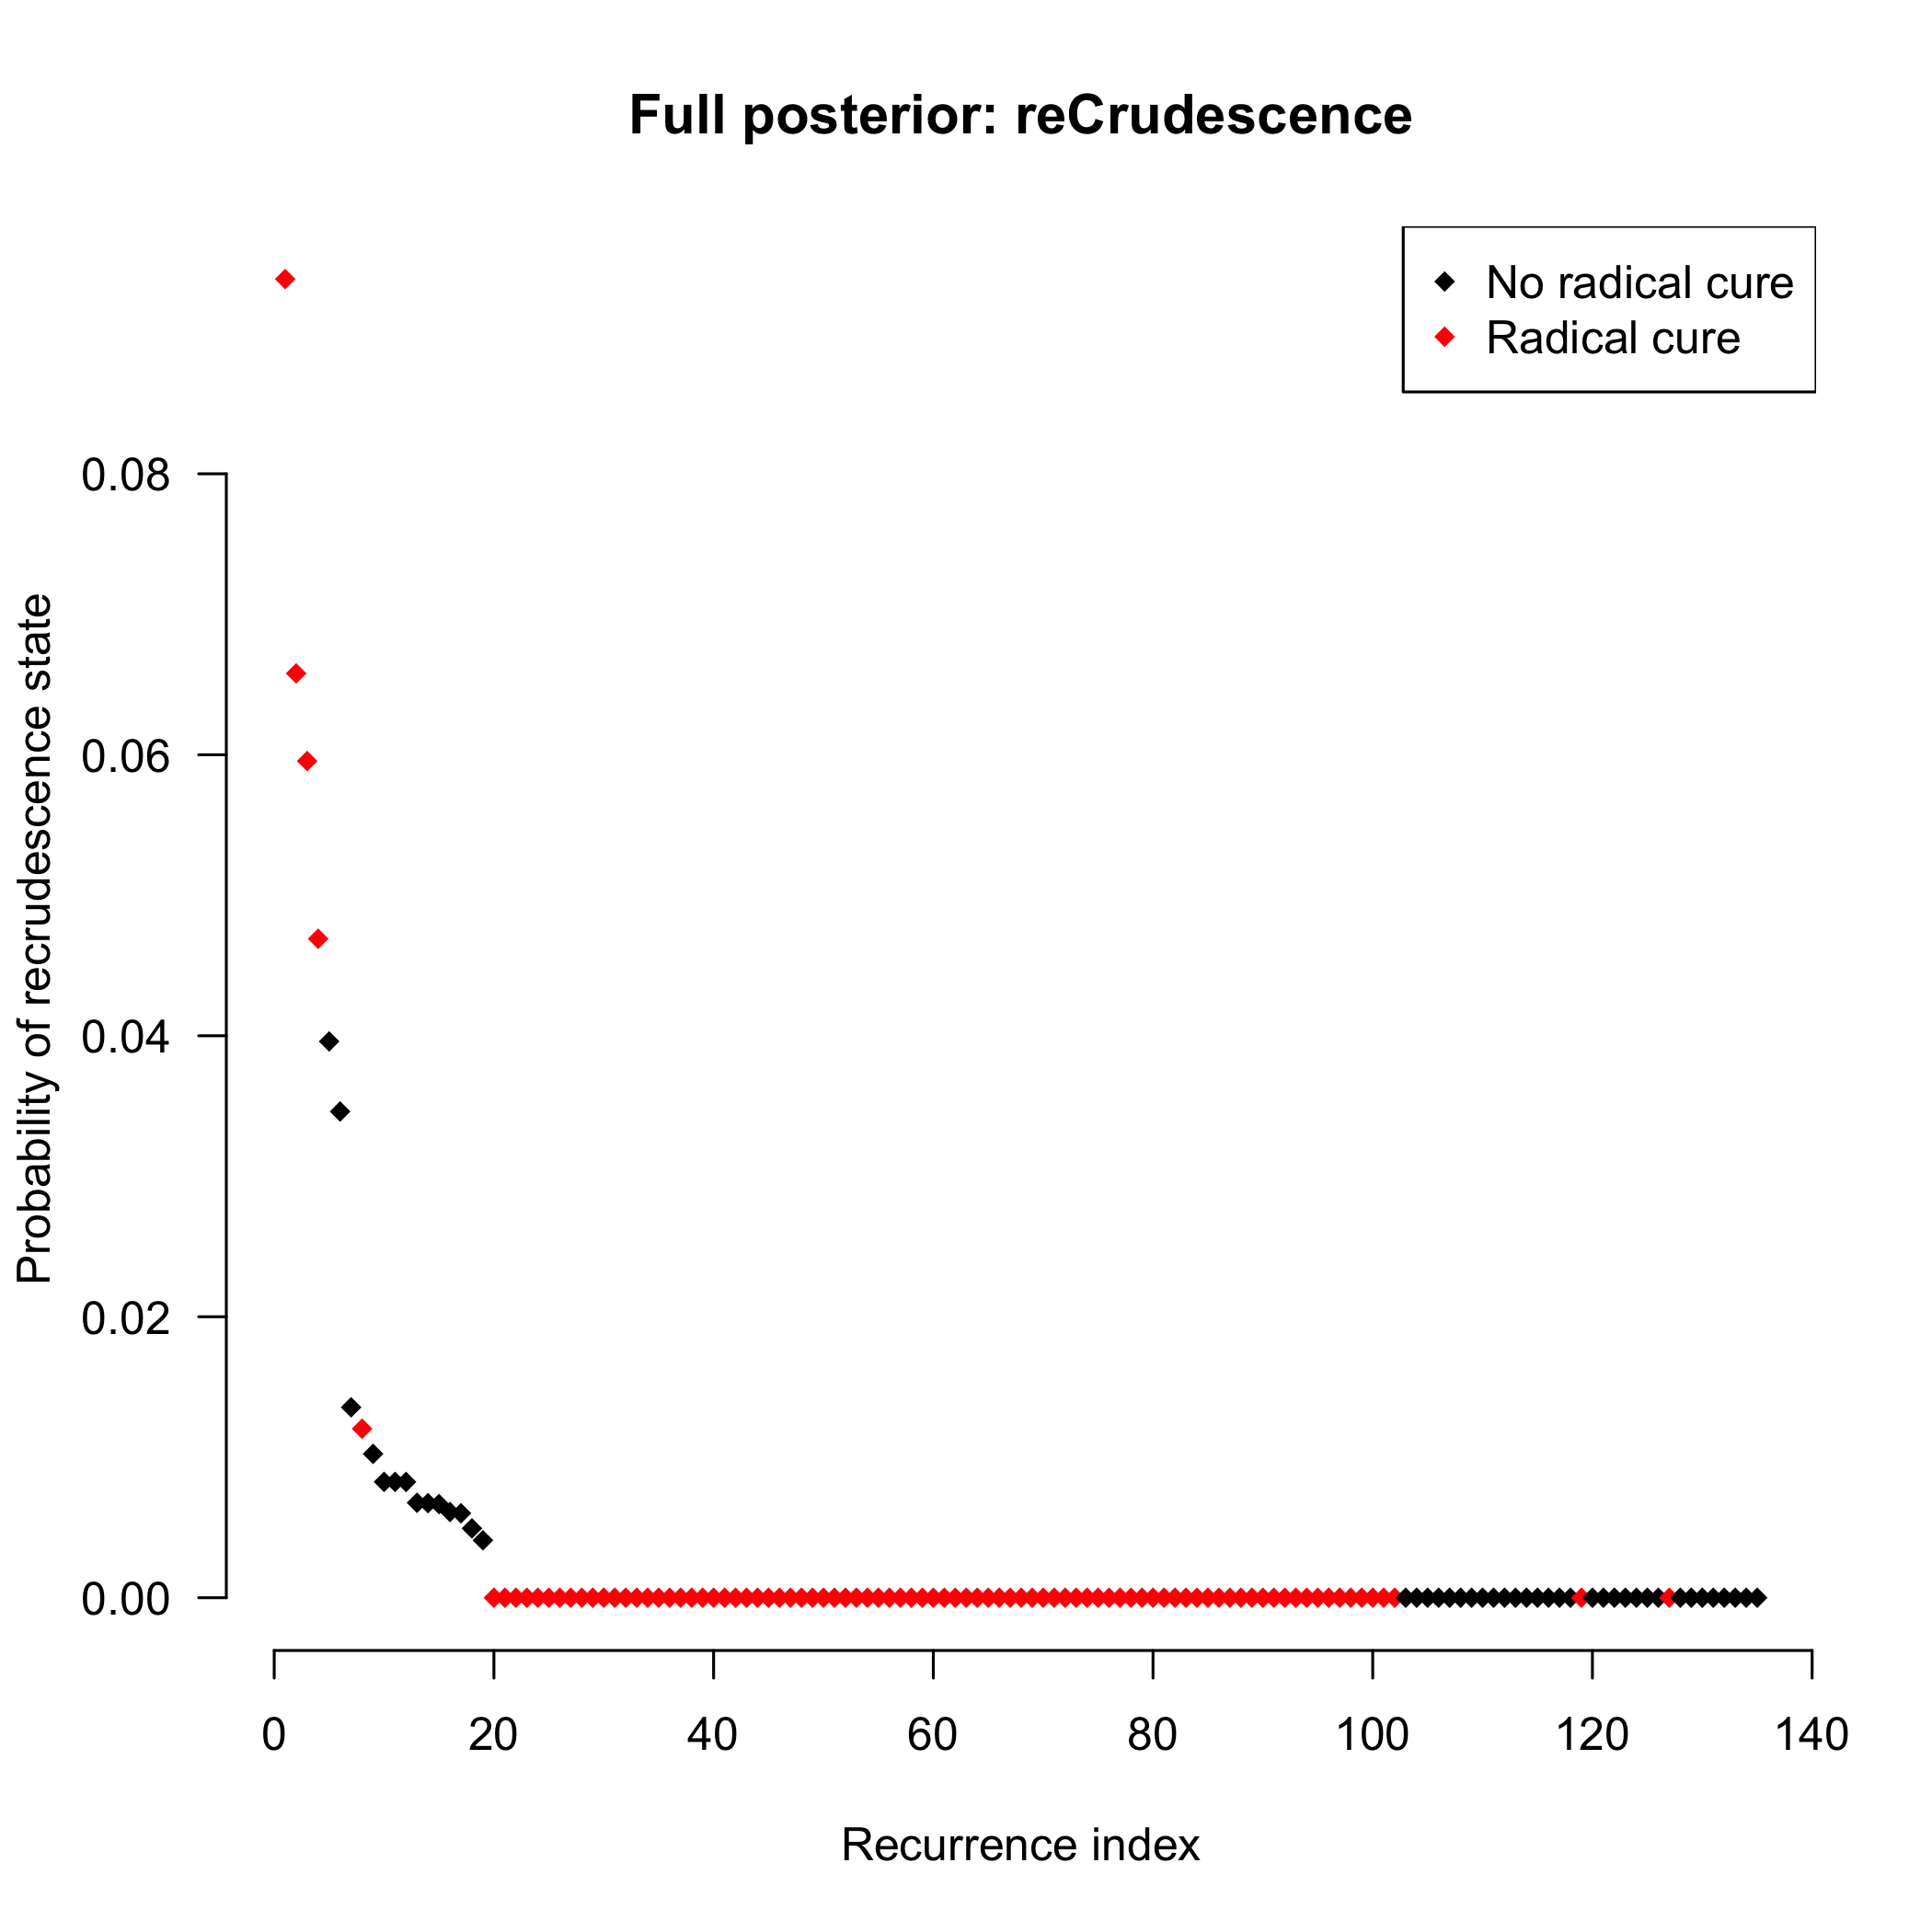 Full posterior: reCrudescence
No radical cure
Radical cure
Probability of recrudescence state
0.08
0.06
0.04
0.02
0.00
0 20 40 60 80 100 120 140
Recurrence index